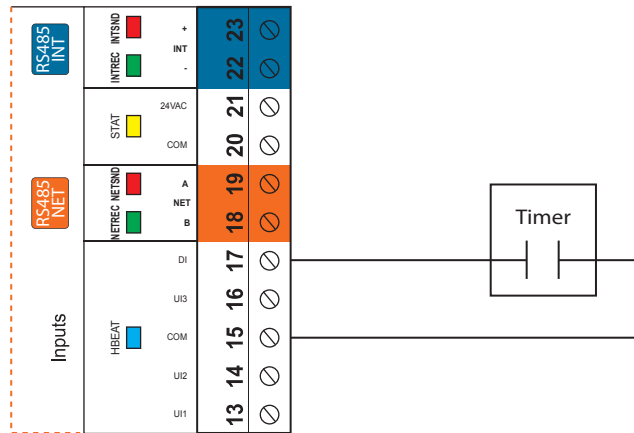 RS485
INT
INTREC INTSND
+
INT
-
23
22
STAT
24VAC
COM
21
20
RS485
NET
NETREC NETSND
A
NET
B
19
18
Inputs
HBEAT
DI
17
UI3
16
COM
15
UI2
14
UI1
13
Timer